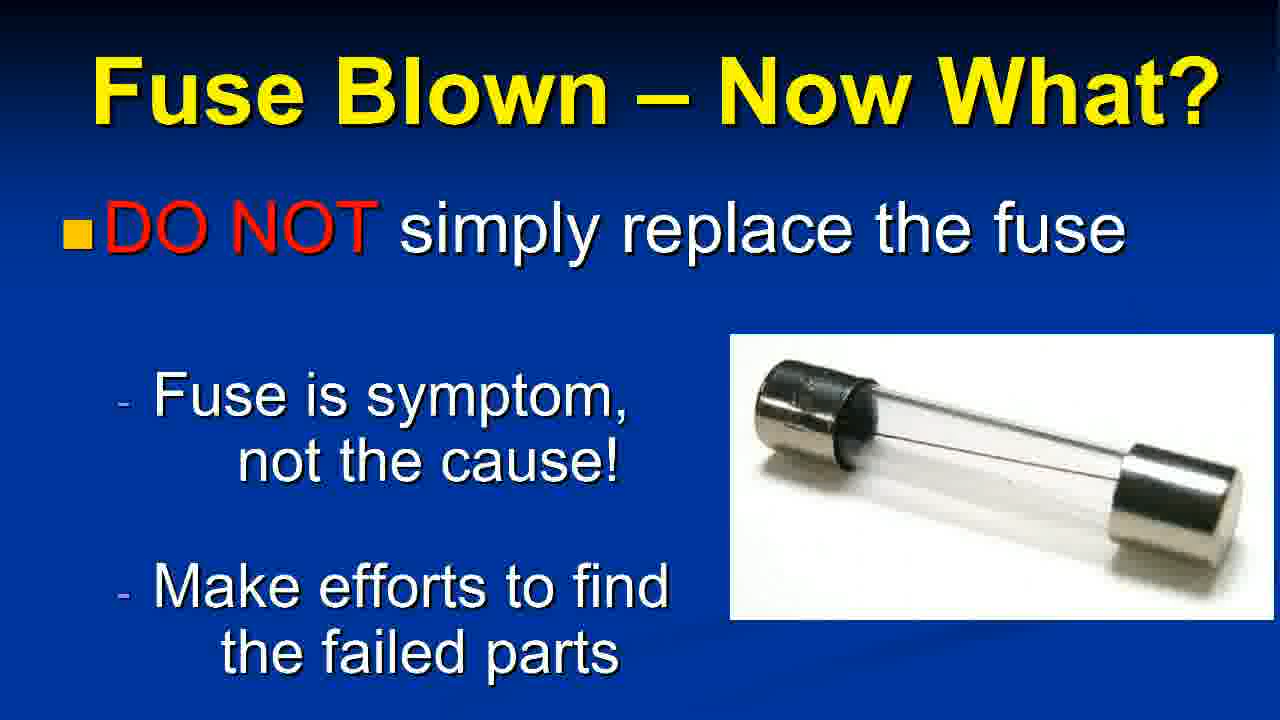 Fuse Blown – Now What?
DO NOT simply replace the fuse
- Fuse is symptom,
not the cause!
- Make efforts to find
the failed parts